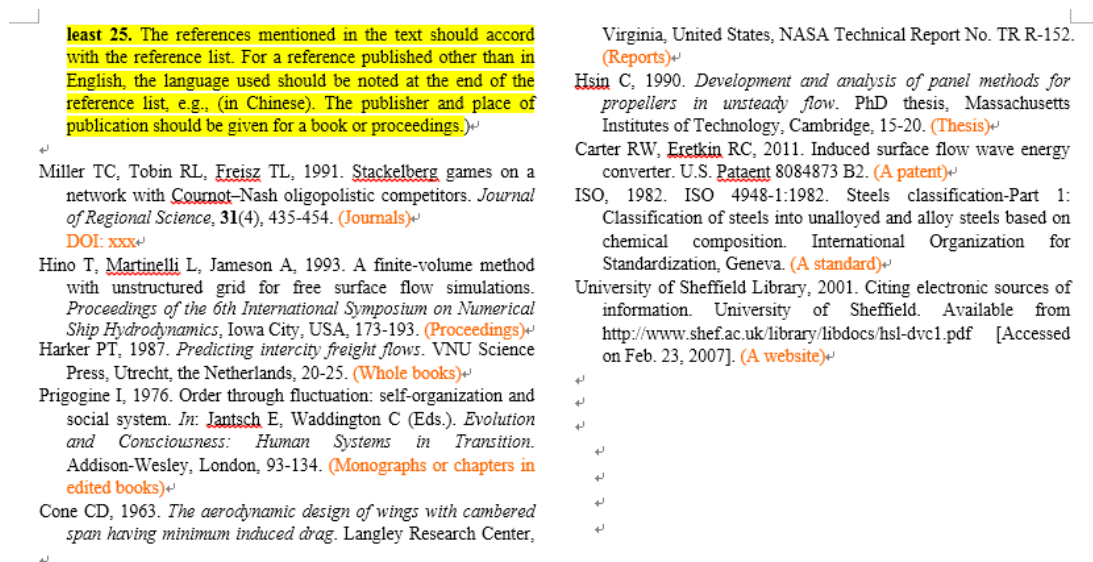 least 25. The references mentioned in the text should accord
with the reference list. For a reference published other than in
English, the language used should be noted at the end of the
reference list, e.g., (in Chinese). The publisher and place of
publication should be given for a book or proceedings.)
Miller TC, Tobin RL, Freisz TL, 1991. Stackelberg games on a
network with Cournot–Nash oligopolistic competitors. Journal
of Regional Science, 31(4), 435-454. (Journals)
DOI: xxx
Hino T, Martinelli L, Jameson A, 1993. A finite-volume method
with unstructured grid for free surface flow simulations.
Proceedings of the 6th International Symposium on Numerical
Ship Hydrodynamics, Iowa City, USA, 173-193. (Proceedings)
Harker PT, 1987. Predicting intercity freight flows. VNU Science
Press, Utrecht, the Netherlands, 20-25. (Whole books)
Prigogine I, 1976. Order through fluctuation: self-organization and
social system. In: Jantsch E, Waddington C (Eds.). Evolution
and Consciousness: Human Systems in Transition.
Addison-Wesley, London, 93-134. (Monographs or chapters in
edited books)
Cone CD, 1963. The aerodynamic design of wings with cambered
span having minimum induced drag. Langley Research Center,
Virginia, United States, NASA Technical Report No. TR R-152.
(Reports)
Hsin C, 1990. Development and analysis of panel methods for
propellers in unsteady flow. PhD thesis, Massachusetts
Institutes of Technology, Cambridge, 15-20. (Thesis)
Carter RW, Eretkin RC, 2011. Induced surface flow wave energy
converter. U.S. Pataent 8084873 B2. (A patent)
ISO, 1982. ISO 4948-1:1982. Steels classification-Part 1:
Classification of steels into unalloyed and alloy steels based on
chemical composition. International Organization for
Standardization, Geneva. (A standard)
University of Sheffield Library, 2001. Citing electronic sources of
information. University of Sheffield. Available from
http://www.shef.ac.uk/library/libdocs/hsl-dvc1.pdf [Accessed
on Feb. 23, 2007]. (A website)